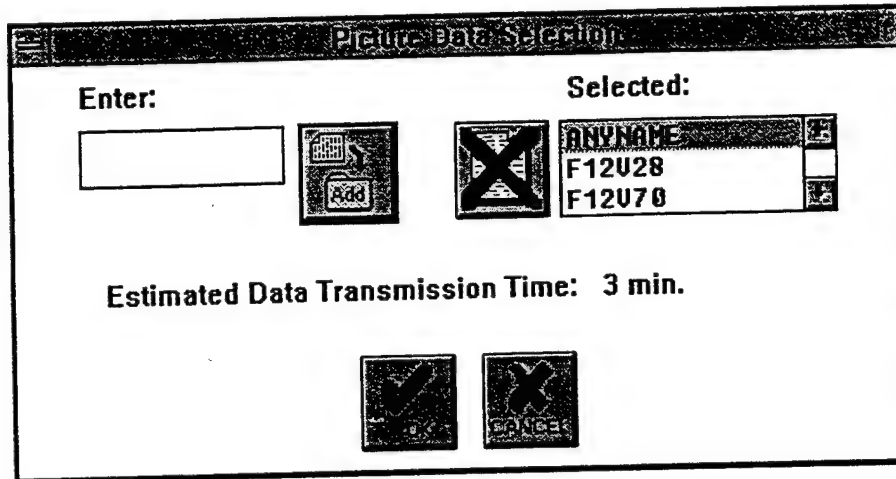 Picture Data Selection
Enter:
Add
Selected:
ANYNAME
F12V28
F12V70
Estimated Data Transmission Time: 3 min.
OK
CANCEL